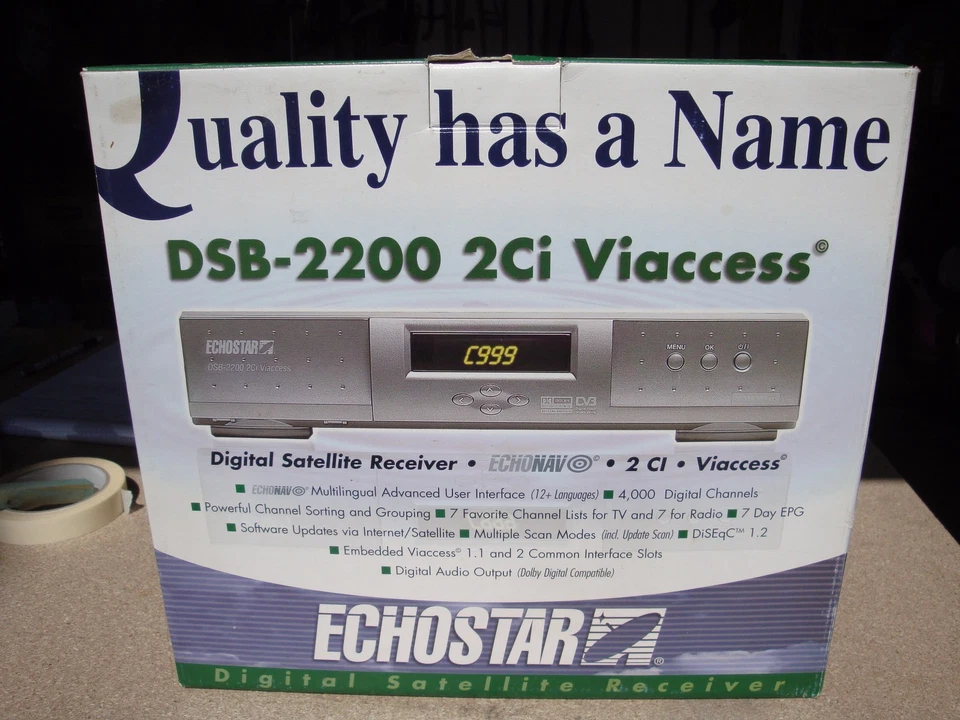 Quality has a Name
DSB-2200 2Ci Viaccess©
ECHOSTAR
DSB-2200 2Ci Viaccess
C999
MENU OK
DVB
Digital Satellite Receiver • ECHONAV© • 2 CI • Viaccess©
■ ECHONAV© Multilingual Advanced User Interface (12+ Languages) ■ 4,000 Digital Channels
■ Powerful Channel Sorting and Grouping ■ 7 Favorite Channel Lists for TV and 7 for Radio ■ 7 Day EPG
■ Software Updates via Internet/Satellite ■ Multiple Scan Modes (incl. Update Scan) ■ DiSEqC™ 1.2
■ Embedded Viaccess© 1.1 and 2 Common Interface Slots
■ Digital Audio Output (Dolby Digital Compatible)
ECHOSTAR®
Digital Satellite Receiver